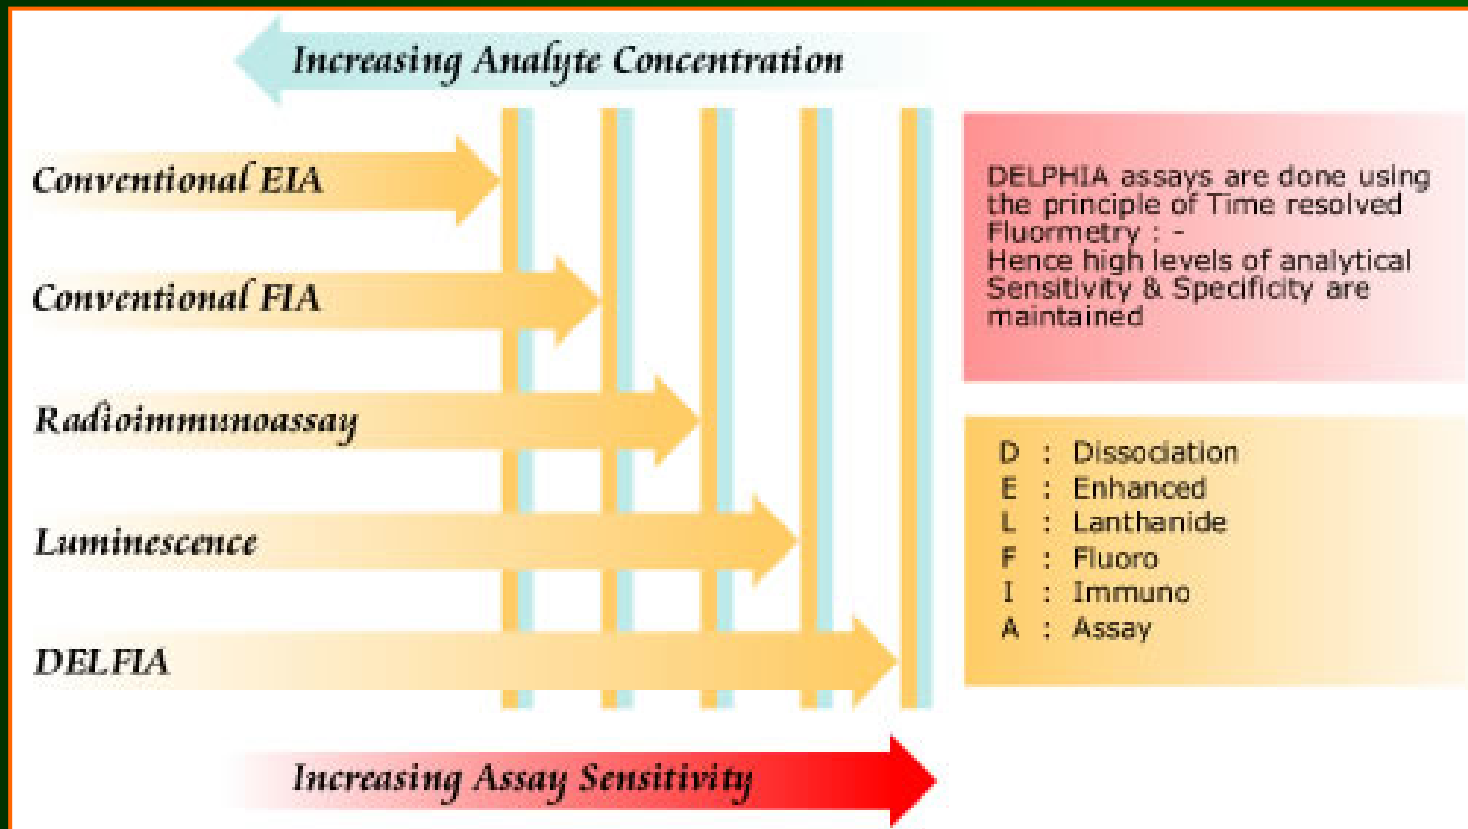 Increasing Analyte Concentration
Conventional EIA
Conventional FIA
Radioimmunoassay
Luminescence
DELFIA
Increasing Assay Sensitivity
DELPHIA assays are done using
the principle of Time resolved
Fluormetry : -
Hence high levels of analytical
Sensitivity & Specificity are
maintained
D : Dissociation
E : Enhanced
L : Lanthanide
F : Fluoro
I : Immuno
A : Assay